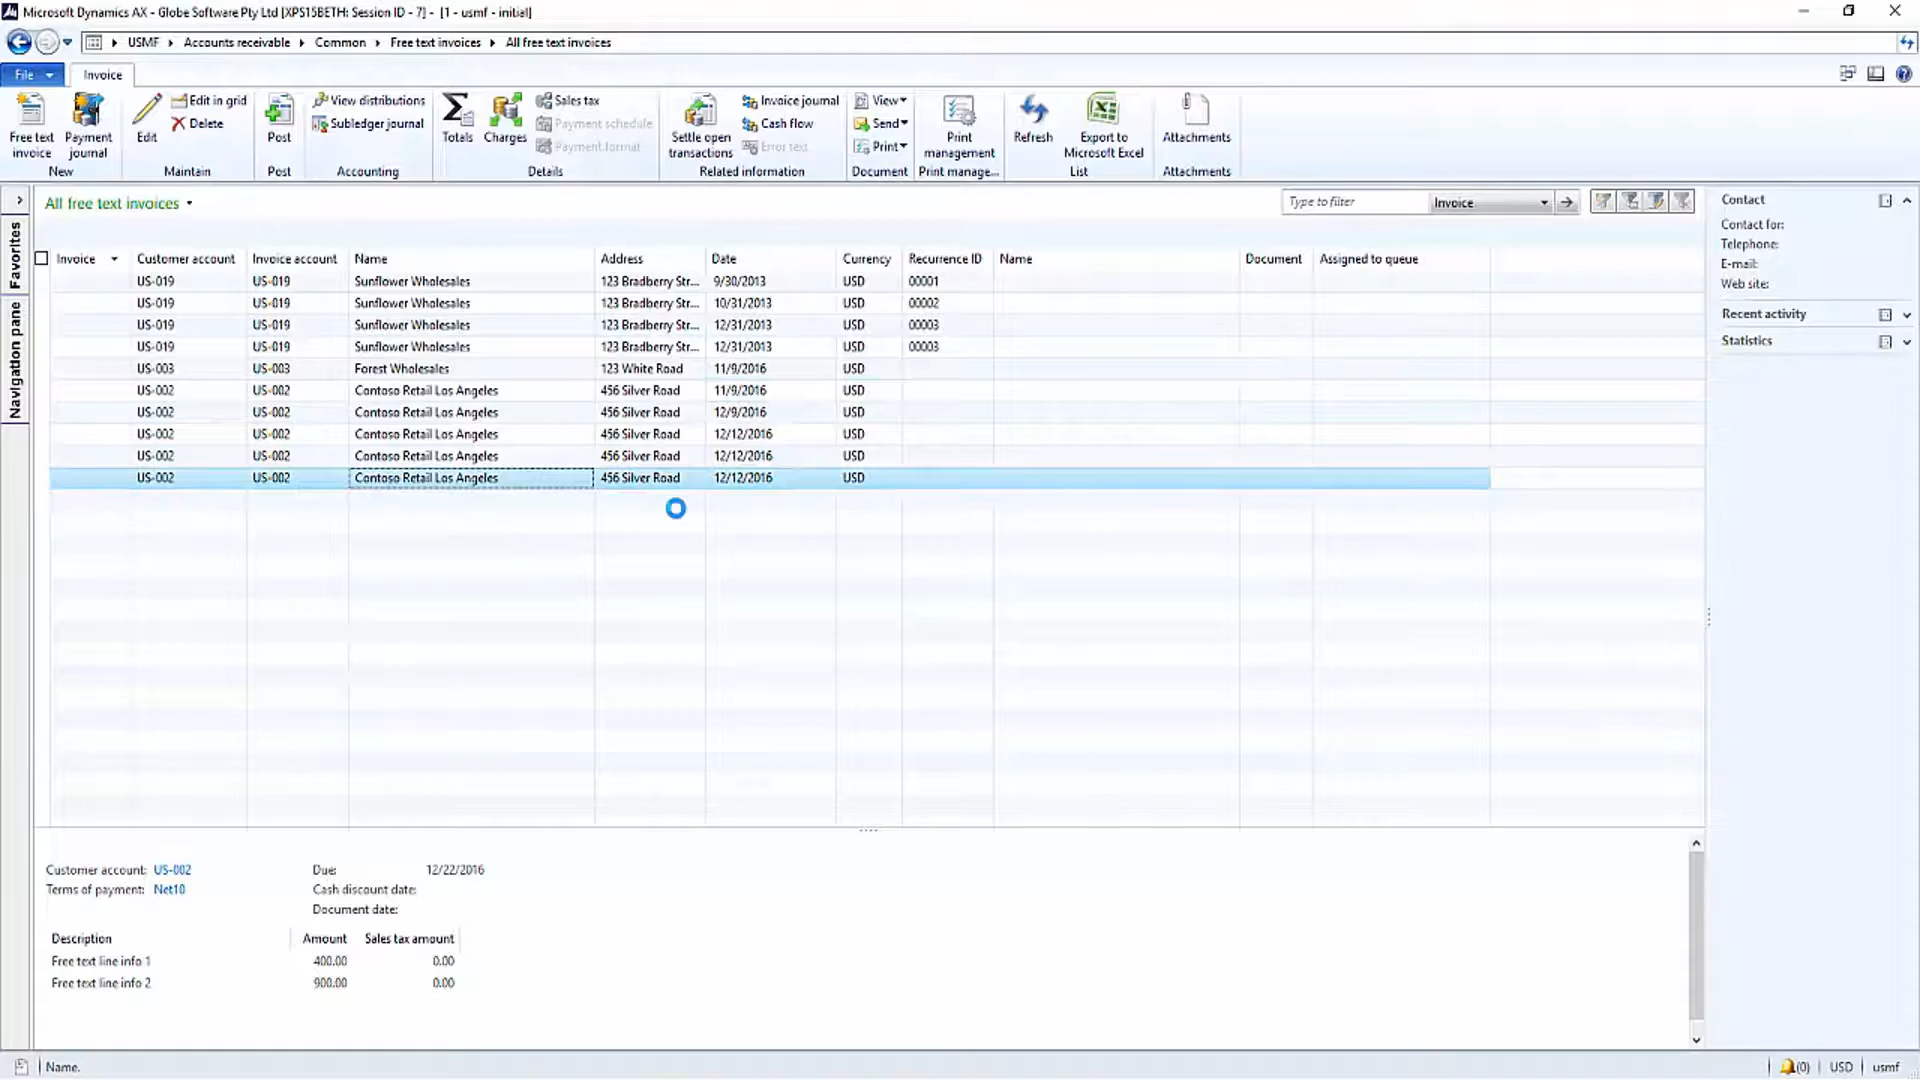 Microsoft Dynamics AX - Globe Software Pty Ltd [XPS15BETH: Session ID - 7] -  [1 - usmf - initial]
USMF Accounts receivable Common Free text invoices All free text invoices
File Invoice
Free text invoice
Payment journal
New
Edit
Edit in grid
Delete
Maintain
Post
Post
View distributions
Subledger journal
Accounting
Totals
Charges
Sales tax
Payment schedule
Payment format
Details
Settle open transactions
Invoice journal
Cash flow
Error text
Related information
View
Send
Print
Document
Print management
Print manage...
Refresh
Export to Microsoft Excel
List
Attachments
Attachments
Favorites
Navigation pane
All free text invoices
Type to filter Invoice
Invoice Customer account Invoice account Name Address Date Currency Recurrence ID Name Document Assigned to queue
US-019 US-019 Sunflower Wholesales 123 Bradberry Str... 9/30/2013 USD 00001
US-019 US-019 Sunflower Wholesales 123 Bradberry Str... 10/31/2013 USD 00002
US-019 US-019 Sunflower Wholesales 123 Bradberry Str... 12/31/2013 USD 00003
US-019 US-019 Sunflower Wholesales 123 Bradberry Str... 12/31/2013 USD 00003
US-003 US-003 Forest Wholesales 123 White Road 11/9/2016 USD
US-002 US-002 Contoso Retail Los Angeles 456 Silver Road 11/9/2016 USD
US-002 US-002 Contoso Retail Los Angeles 456 Silver Road 12/9/2016 USD
US-002 US-002 Contoso Retail Los Angeles 456 Silver Road 12/12/2016 USD
US-002 US-002 Contoso Retail Los Angeles 456 Silver Road 12/12/2016 USD
US-002 US-002 Contoso Retail Los Angeles 456 Silver Road 12/12/2016 USD
Contact
Contact for:
Telephone:
E-mail:
Web site:
Recent activity
Statistics
Customer account: US-002 Due: 12/22/2016
Terms of payment: Net10 Cash discount date:
Document date:
Description Amount Sales tax amount
Free text line info 1 400.00 0.00
Free text line info 2 900.00 0.00
Name. (0) USD usmf